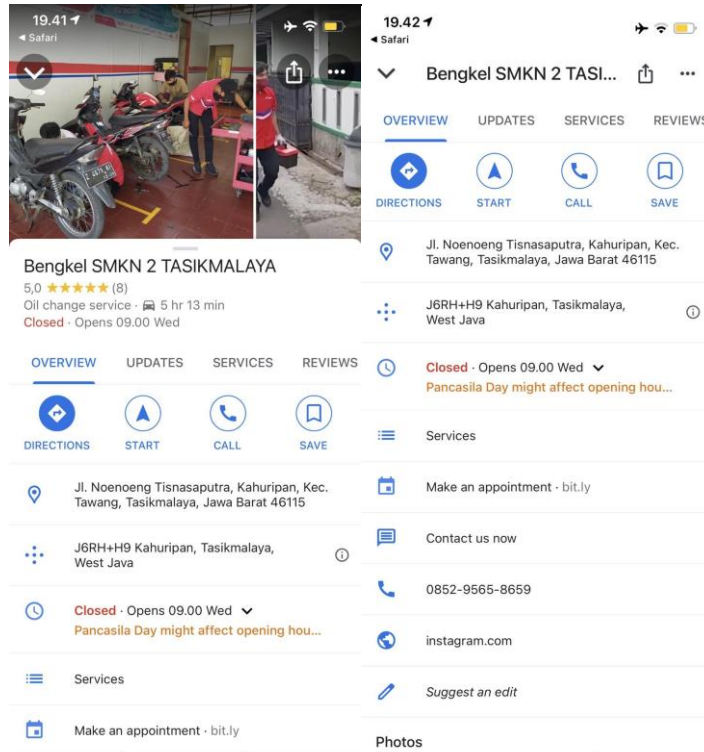 19.41
◄ Safari
Bengkel SMKN 2 TASIKMALAYA
5,0 ★★★★★ (8)
Oil change service · 5 hr 13 min
Closed · Opens 09.00 Wed
OVERVIEW UPDATES SERVICES REVIEWS
DIRECTIONS START CALL SAVE
Jl. Noenoeng Tisnasaputra, Kahuripan, Kec.
Tawang, Tasikmalaya, Jawa Barat 46115
J6RH+H9 Kahuripan, Tasikmalaya,
West Java
Closed · Opens 09.00 Wed
Pancasila Day might affect opening hou...
Services
Make an appointment · bit.ly
19.42
◄ Safari
Bengkel SMKN 2 TASI...
OVERVIEW UPDATES SERVICES REVIEWS
DIRECTIONS START CALL SAVE
Jl. Noenoeng Tisnasaputra, Kahuripan, Kec.
Tawang, Tasikmalaya, Jawa Barat 46115
J6RH+H9 Kahuripan, Tasikmalaya,
West Java
Closed · Opens 09.00 Wed
Pancasila Day might affect opening hou...
Services
Make an appointment · bit.ly
Contact us now
0852-9565-8659
instagram.com
Suggest an edit
Photos